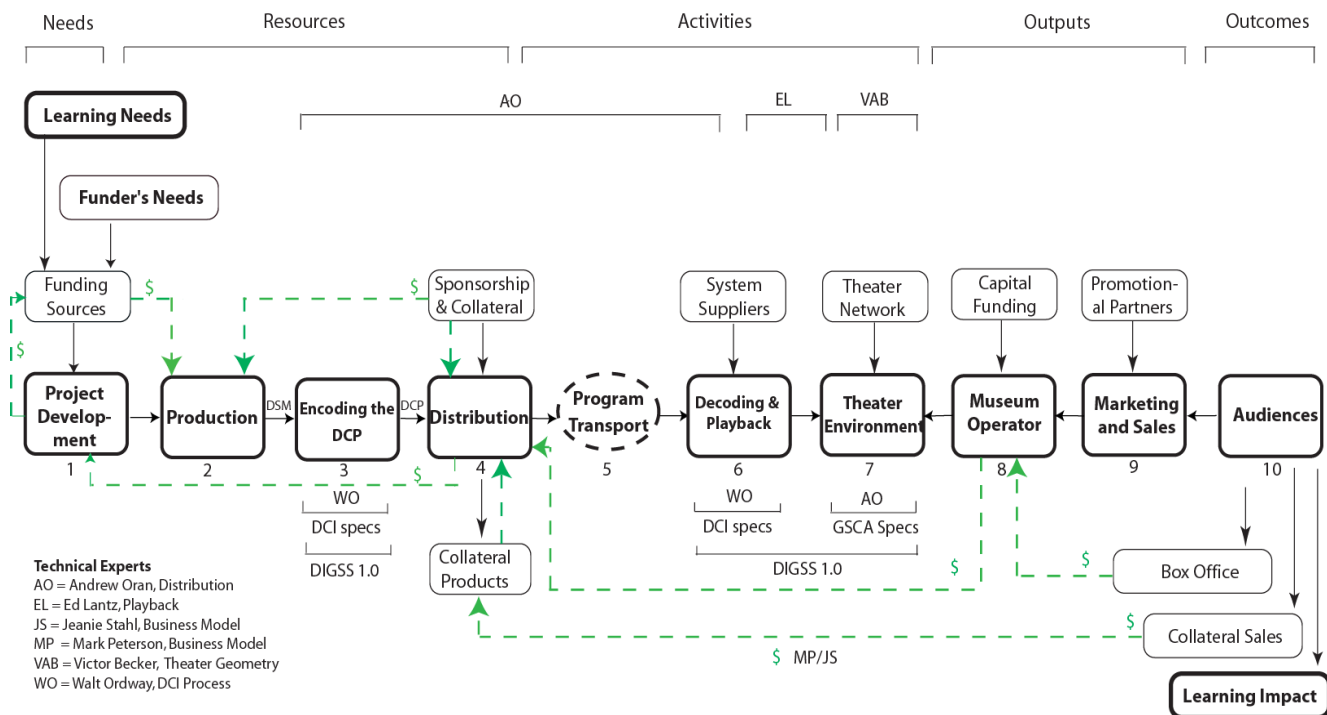 Needs
Resources
Activities
Outputs
Outcomes
AO
EL
VAB
Learning Needs
Funder's Needs
Funding
Sources
$
$
Sponsorship
& Collateral
System
Suppliers
Theater
Network
Capital
Funding
Promotion-
al Partners
$
Project
Develop-
ment
Production
DSM
Encoding the
DCP
DCP
Distribution
Program
Transport
Decoding &
Playback
Theater
Environment
Museum
Operator
Marketing
and Sales
Audiences
1
2
3
4
5
6
7
8
9
10
$
WO
DCI specs
DIGSS 1.0
WO
DCI specs
AO
GSCA Specs
DIGSS 1.0
Collateral
Products
$
$
Box Office
$
Collateral Sales
$ MP/JS
Learning Impact
Technical Experts
AO = Andrew Oran, Distribution
EL = Ed Lantz, Playback
JS = Jeanie Stahl, Business Model
MP = Mark Peterson, Business Model
VAB = Victor Becker, Theater Geometry
WO = Walt Ordway, DCI Process